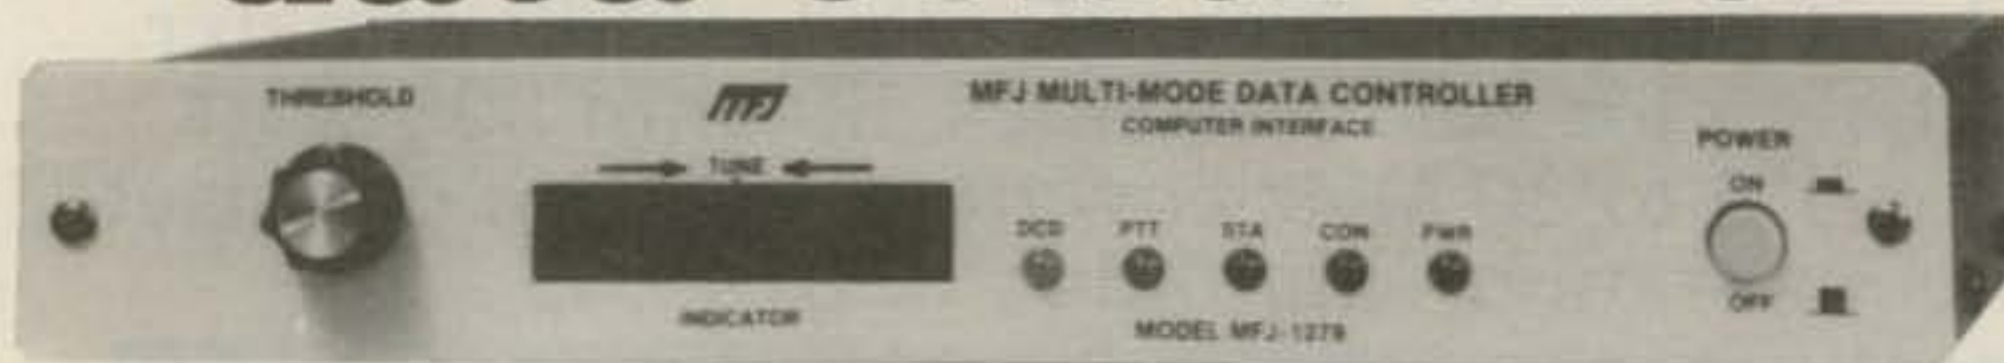 THRESHOLD
MFJ
MFJ MULTI-MODE DATA CONTROLLER
COMPUTER INTERFACE
TUNE
POWER
ON
DCD PTT STA CON PWR
OFF
INDICATOR
MODEL MFJ-1278